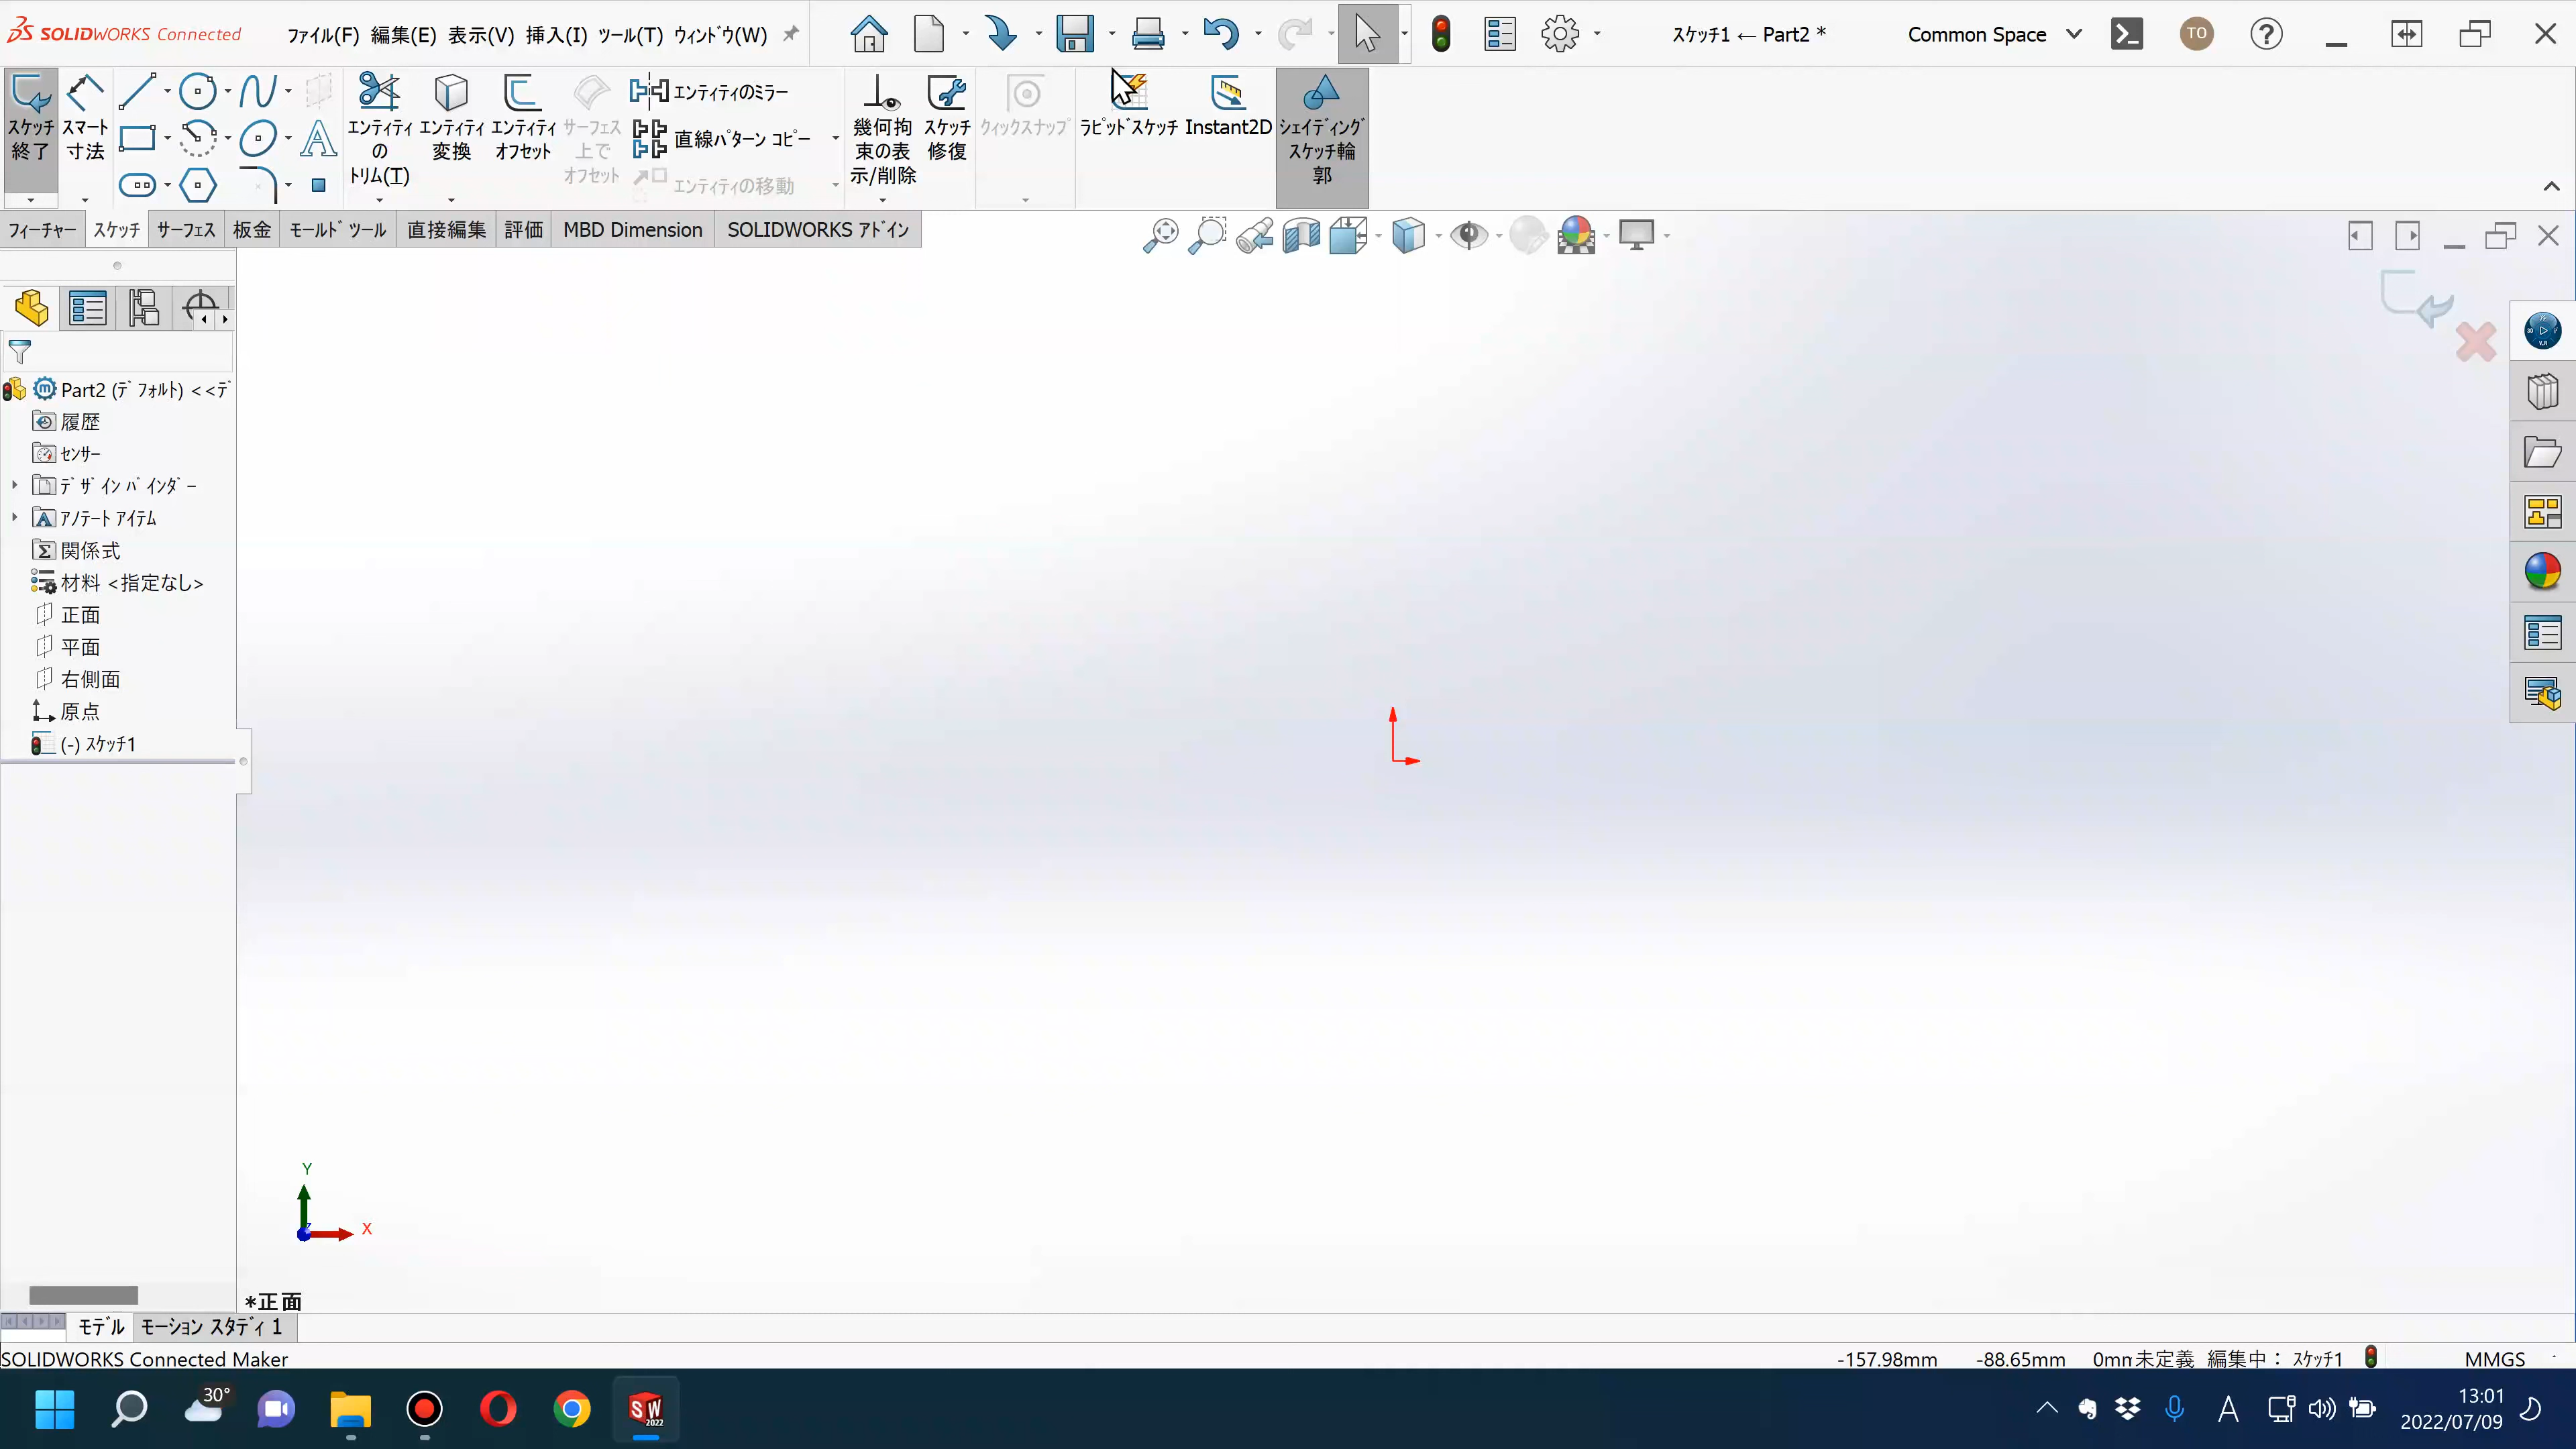 SOLIDWORKS Connected ファイル(F) 編集(E) 表示(V) 挿入(I) ツール(T) ウィンドウ(W) スケッチ1 ← Part2 * Common Space TO
スケッチ終了
スマート寸法
エンティティのトリム(T)
エンティティ変換
エンティティオフセット
サーフェス上でオフセット
エンティティのミラー
直線パターン コピー
エンティティの移動
幾何拘束の表示/削除
スケッチ修復
クイックスナップ
ラピッドスケッチ
Instant2D
シェイディングスケッチ輪郭
フィーチャー スケッチ サーフェス 板金 モールド ツール 直接編集 評価 MBD Dimension SOLIDWORKS アドイン
Part2 (デフォルト) <<デ
履歴
センサー
デザイン バインダー
アノテート アイテム
関係式
材料 <指定なし>
正面
平面
右側面
原点
(-) スケッチ1
Y
X
*正面
モデル モーション スタディ 1
SOLIDWORKS Connected Maker -157.98mm -88.65mm 0mm 未定義 編集中： スケッチ1 MMGS
30°
SW
2022
A
13:01
2022/07/09